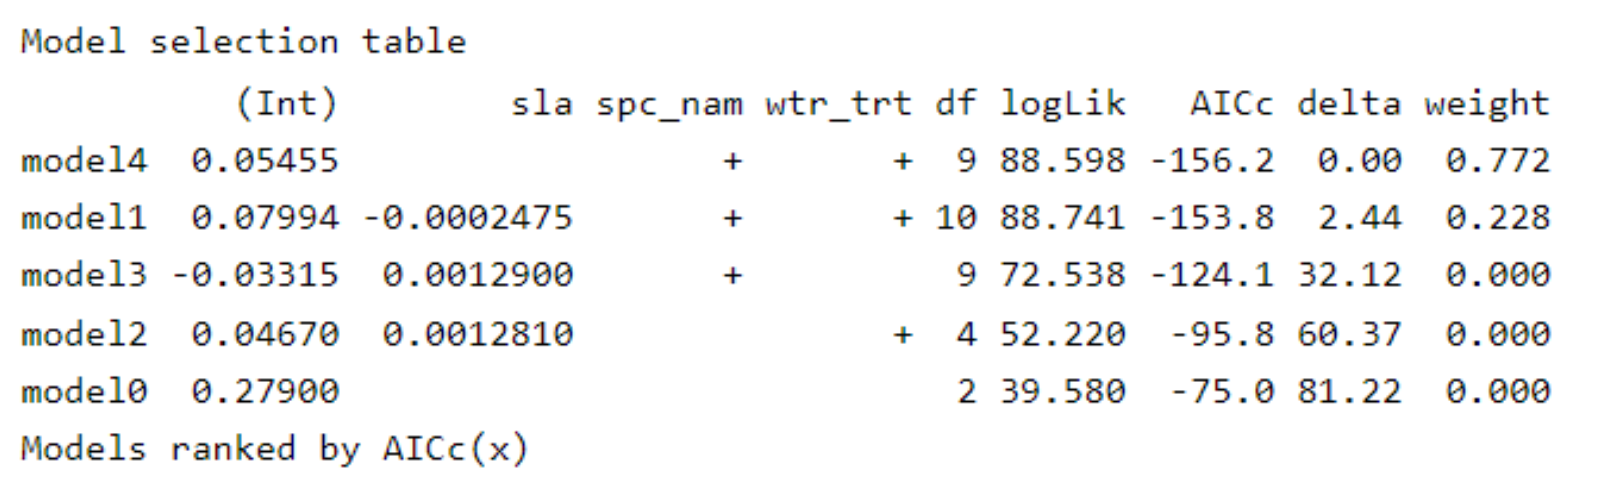 Model selection table
(Int) sla spc_nam wtr_trt df logLik AICc delta weight
model4 0.05455 + + 9 88.598 -156.2 0.00 0.772
model1 0.07994 -0.0002475 + + 10 88.741 -153.8 2.44 0.228
model3 -0.03315 0.0012900 + 9 72.538 -124.1 32.12 0.000
model2 0.04670 0.0012810 + 4 52.220 -95.8 60.37 0.000
model0 0.27900 2 39.580 -75.0 81.22 0.000
Models ranked by AICc(x)